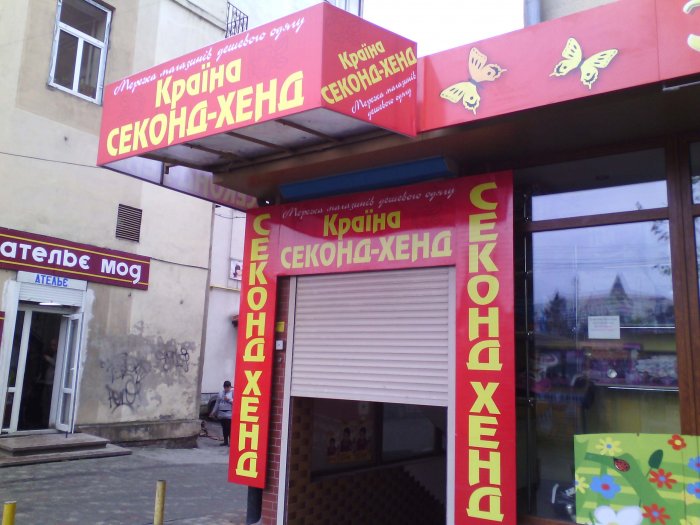 Мережа магазинів дешевого одягу
Країна
СЕКОНД-ХЕНД
Країна
СЕКОНД-ХЕНД
Мережа магазинів
дешевого одягу
Мережа магазинів дешевого одягу
Країна
СЕКОНД-ХЕНД
СЕКОНД ХЕНД
СЕКОНД ХЕНД
ательє мод
АТЕЛЬЄ